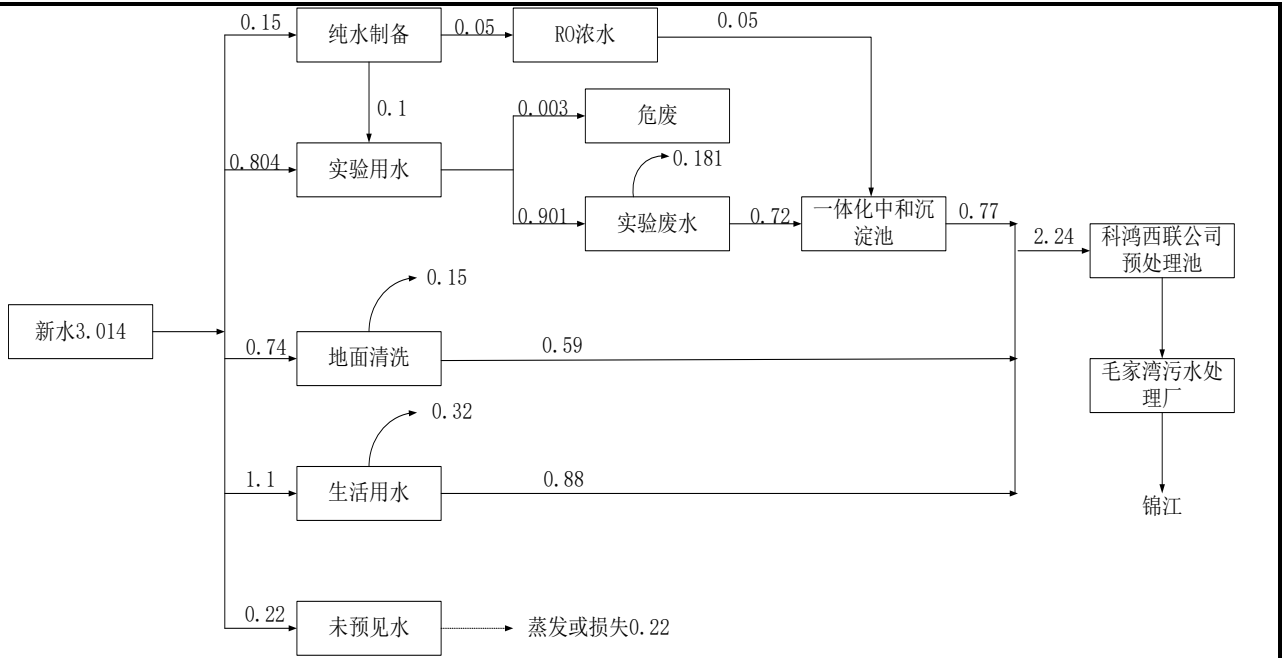 0.15
纯水制备
0.05
RO浓水
0.05
0.1
0.003
危废
0.804
实验用水
0.181
0.901
实验废水
0.72
一体化中和沉
淀池
0.77
2.24
科鸿西联公司
预处理池
0.15
新水3.014
0.74
地面清洗
0.59
毛家湾污水处
理厂
0.32
1.1
生活用水
0.88
锦江
0.22
未预见水
蒸发或损失0.22